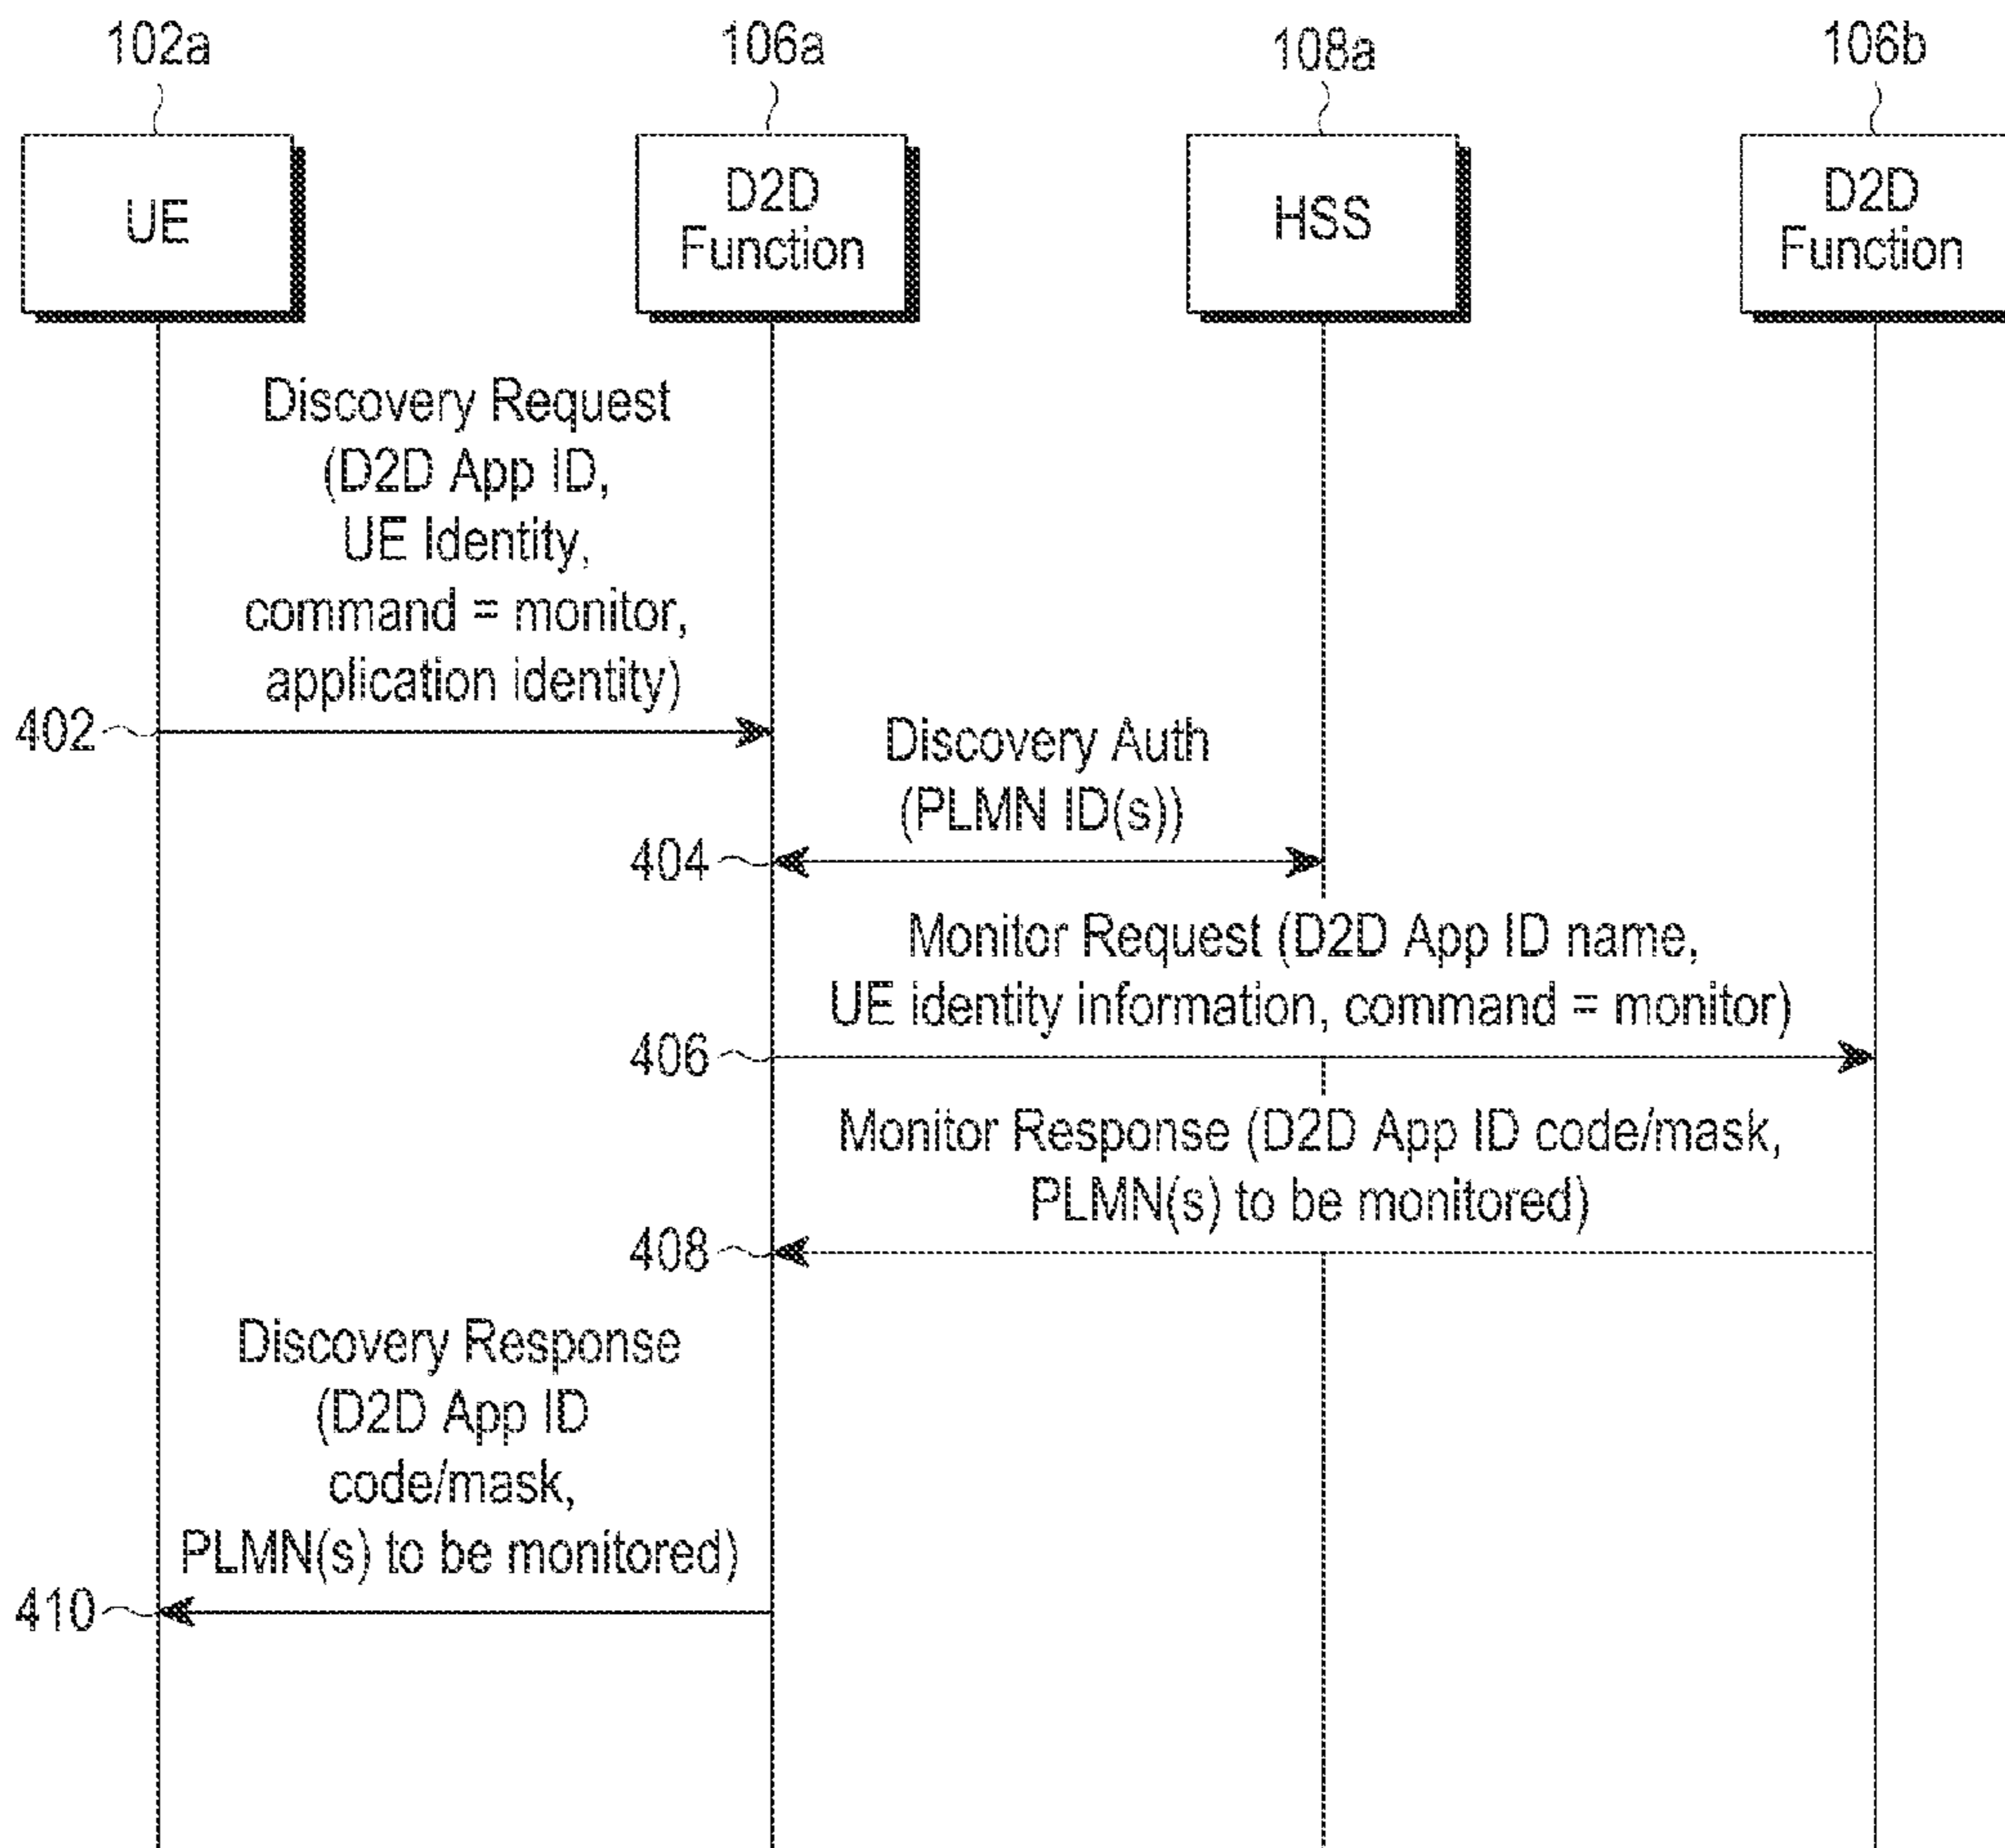 102a
106a
108a
106b
UE
D2D
Function
HSS
D2D
Function
Discovery Request
(D2D App ID,
UE Identity,
command = monitor,
application identity)
402
Discovery Auth
(PLMN ID(s))
404
Monitor Request (D2D App ID name,
UE identity information, command = monitor)
406
Monitor Response (D2D App ID code/mask,
PLMN(s) to be monitored)
408
Discovery Response
(D2D App ID
code/mask,
PLMN(s) to be monitored)
410